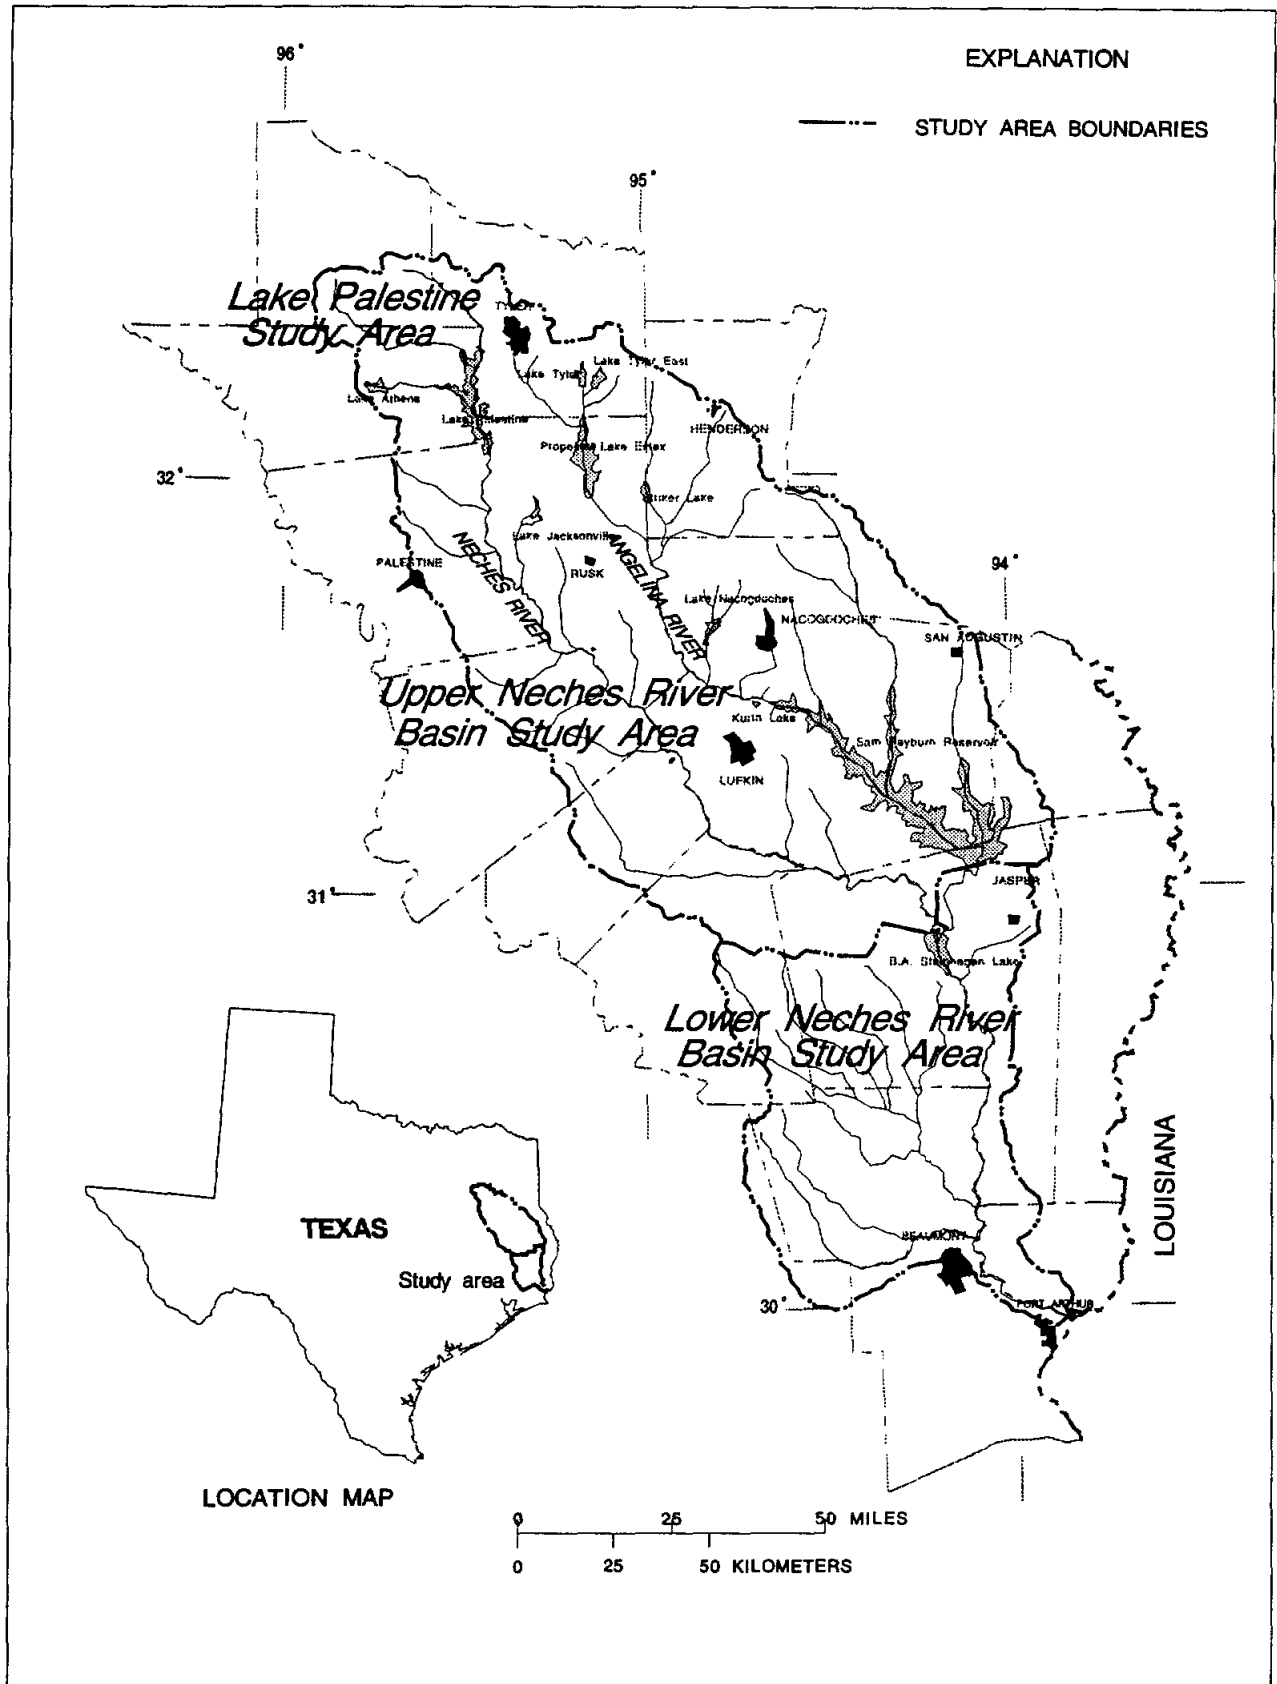 96°
EXPLANATION
STUDY AREA BOUNDARIES
95°
Lake Palestine
Study Area
TYLER
Lake Tyler East
Lake Tyler
Lake Athens
Lake Palestine
HENDERSON
Proposed Lake Eastex
32°
Striker Lake
Lake Jacksonville
NECHES RIVER
ANGELINA RIVER
PALESTINE
RUSK
94°
Lake Nacogdoches
NACOGDOCHES
SAN AUGUSTIN
Upper Neches River
Basin Study Area
Kurth Lake
Sam Rayburn Reservoir
LUFKIN
31°
JASPER
B.A. Steinhagen Lake
Lower Neches River
Basin Study Area
LOUISIANA
TEXAS
Study area
BEAUMONT
30°
PORT ARTHUR
LOCATION MAP
0 25 50 MILES
0 25 50 KILOMETERS